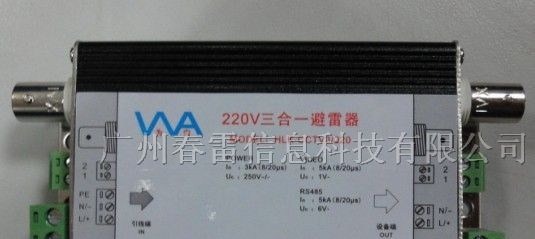 220V三合一避雷器
广州春雷信息科技有限公司
POWER
In : 3kA(8/20μs)
Uc : 250V-/~
In : 5kA(8/20μs)
Uc : 1V-
RS485
In : 5kA(8/20μs)
Uc : 6V-
2
1
PE
N/-
L/+
2
1
N/-
L/+
引线端
IN
设备端
OUT